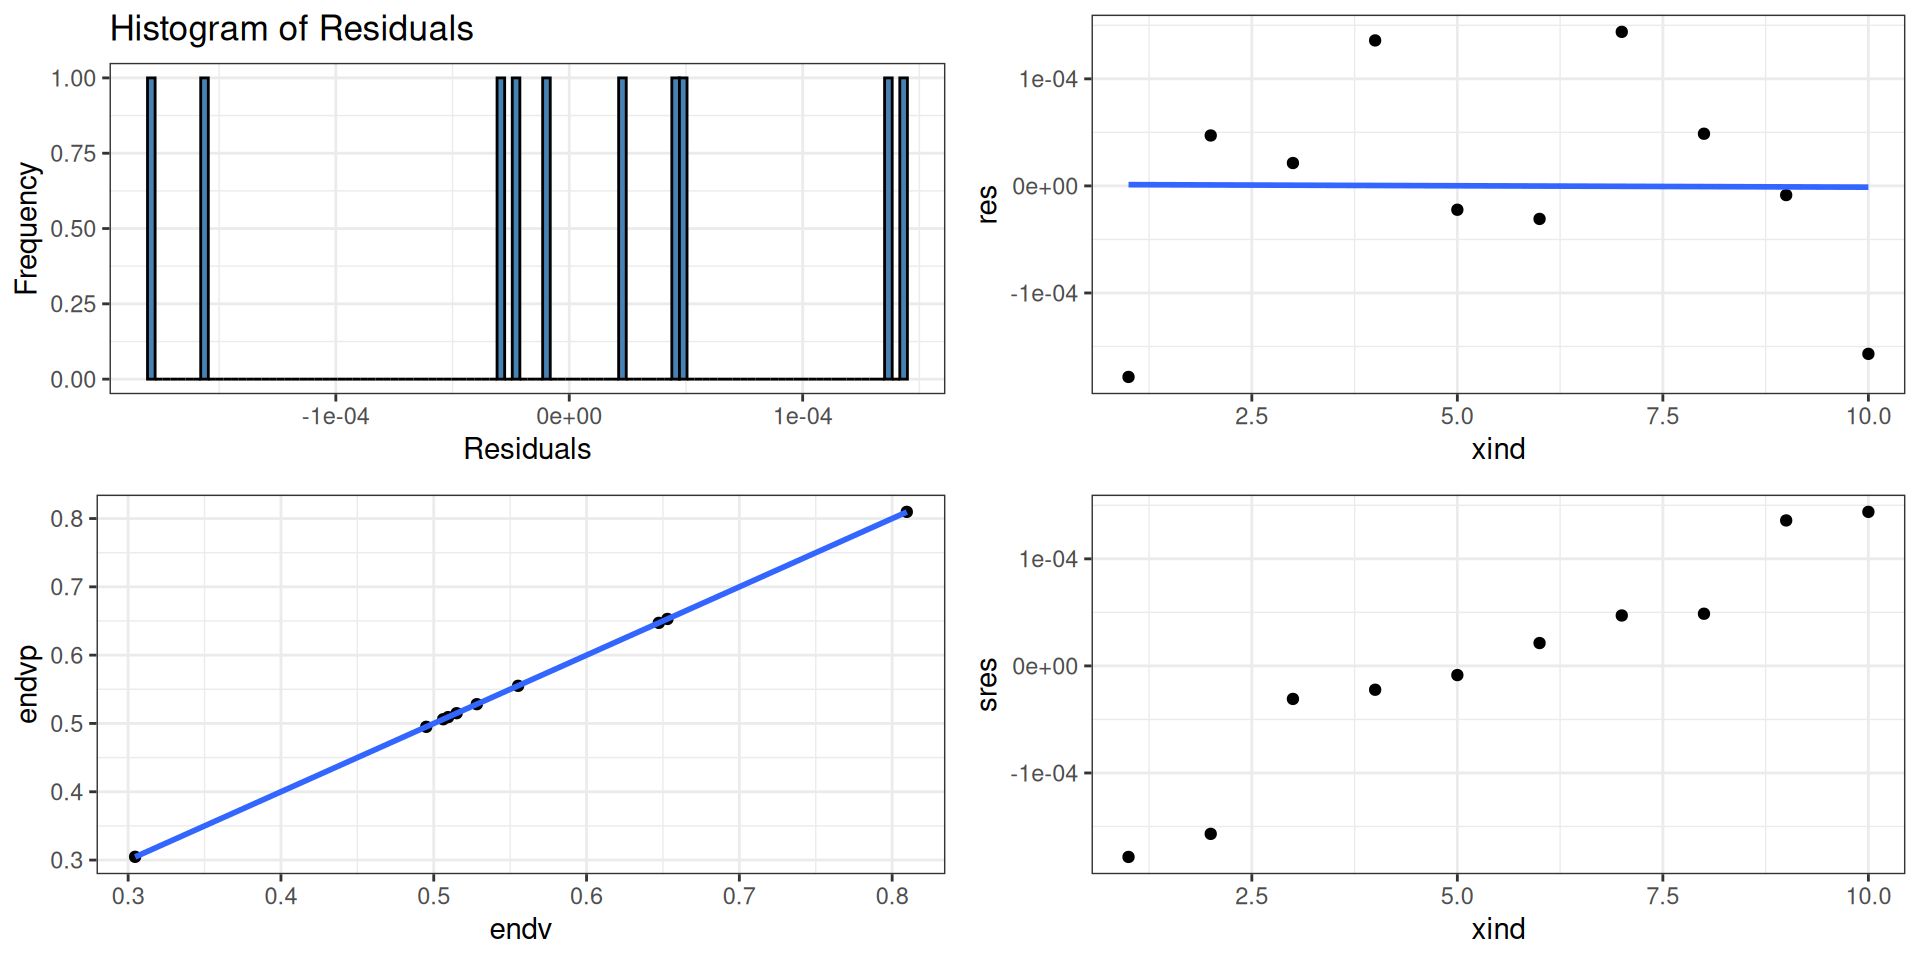 Histogram of Residuals
1.00
0.75
0.50
0.25
0.00
Frequency
-1e-04
0e+00
1e-04
Residuals
1e-04
0e+00
-1e-04
res
2.5
5.0
7.5
10.0
xind
0.8
0.7
0.6
0.5
0.4
0.3
endvp
0.3
0.4
0.5
0.6
0.7
0.8
endv
1e-04
0e+00
-1e-04
sres
2.5
5.0
7.5
10.0
xind